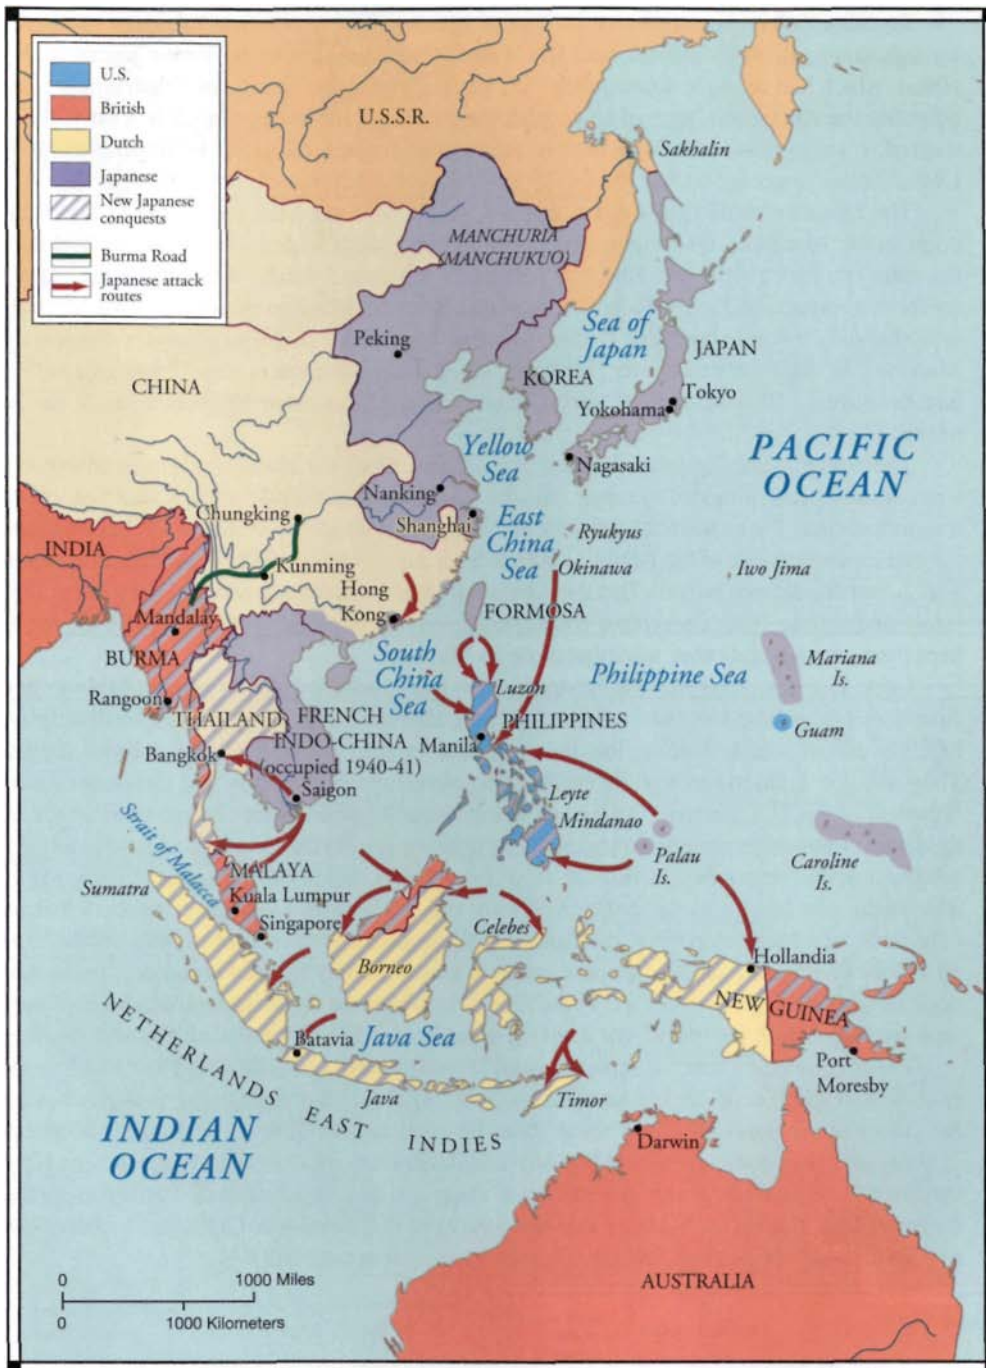 U.S.
British
Dutch
Japanese
New Japanese
conquests
Burma Road
Japanese attack
routes
U.S.S.R.
Sakhalin
MANCHURIA
(MANCHUKUO)
Peking
Sea of
Japan
JAPAN
CHINA
KOREA
Tokyo
Yokohama
PACIFIC
OCEAN
Yellow
Sea
Nagasaki
Nanking
Chungking
Shanghai
East
China
Sea
Ryukyus
INDIA
Kunming
Okinawa
Iwo Jima
Hong
Kong
FORMOSA
Mandalay
BURMA
South
China
Sea
Philippine Sea
Mariana
Is.
Luzon
Rangoon
THAILAND
FRENCH
INDO-CHINA
(occupied 1940-41)
PHILIPPINES
Guam
Manila
Bangkok
Saigon
Leyte
Mindanao
Strait of Malacca
Palau
Is.
Caroline
Is.
MALAYA
Sumatra
Kuala Lumpur
Singapore
Celebes
Hollandia
Borneo
NEW GUINEA
NETHERLANDS EAST INDIES
Batavia
Java Sea
Port
Moresby
Java
Timor
INDIAN
OCEAN
Darwin
0 1000 Miles
0 1000 Kilometers
AUSTRALIA